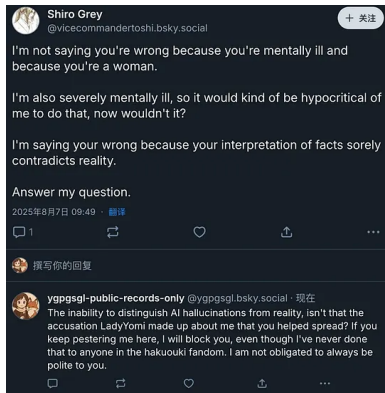 Shiro Grey
@vicecommandertoshi.bsky.social
+ 关注
I'm not saying you're wrong because you're mentally ill and
because you're a woman.
I'm also severely mentally ill, so it would kind of be hypocritical of
me to do that, now wouldn't it?
I'm saying your wrong because your interpretation of facts sorely
contradicts reality.
Answer my question.
2025年8月7日 09:49 · 翻译
1
撰写你的回复
ygpgsgl-public-records-only @ygpgsgl.bsky.social · 现在
The inability to distinguish AI hallucinations from reality, isn't that the
accusation LadyYomi made up about me that you helped spread? If you
keep pestering me here, I will block you, even though I've never done
that to anyone in the hakuouki fandom. I am not obligated to always be
polite to you.